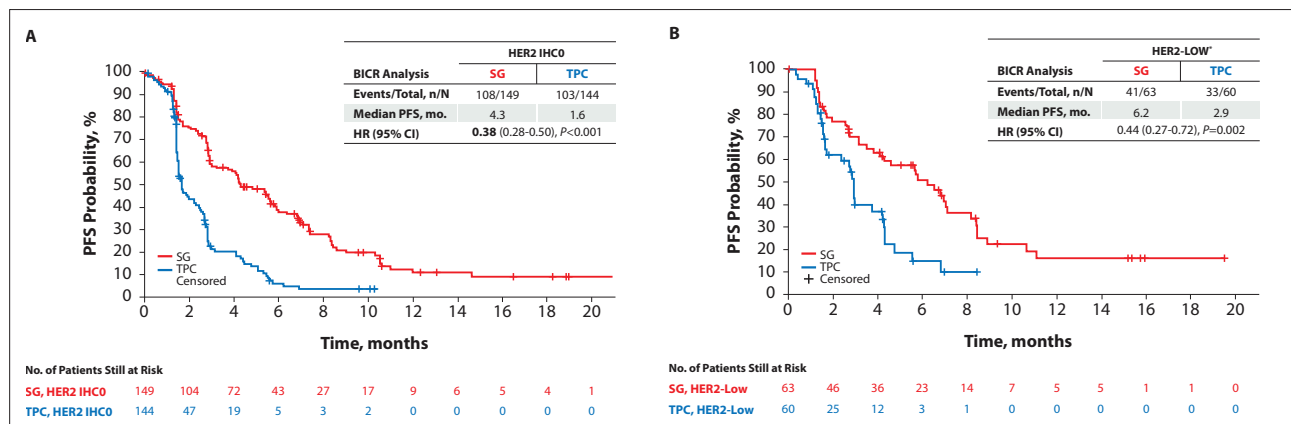 A
HER2 IHC0
BICR Analysis SG TPC
Events/Total, n/N 108/149 103/144
Median PFS, mo. 4.3 1.6
HR (95% CI) 0.38 (0.28-0.50), P<0.001
PFS Probability, %
100
90
80
70
60
50
40
30
20
10
0
SG
TPC
Censored
0 2 4 6 8 10 12 14 16 18 20
Time, months
No. of Patients Still at Risk
SG, HER2 IHC0 149 104 72 43 27 17 9 6 5 4 1
TPC, HER2 IHC0 144 47 19 5 3 2 0 0 0 0 0
B
HER2-LOW*
BICR Analysis SG TPC
Events/Total, n/N 41/63 33/60
Median PFS, mo. 6.2 2.9
HR (95% CI) 0.44 (0.27-0.72), P=0.002
PFS Probability, %
100
90
80
70
60
50
40
30
20
10
0
SG
TPC
Censored
0 2 4 6 8 10 12 14 16 18 20
Time, months
No. of Patients Still at Risk
SG, HER2-Low 63 46 36 23 14 7 5 5 1 1 0
TPC, HER2-Low 60 25 12 3 1 0 0 0 0 0 0